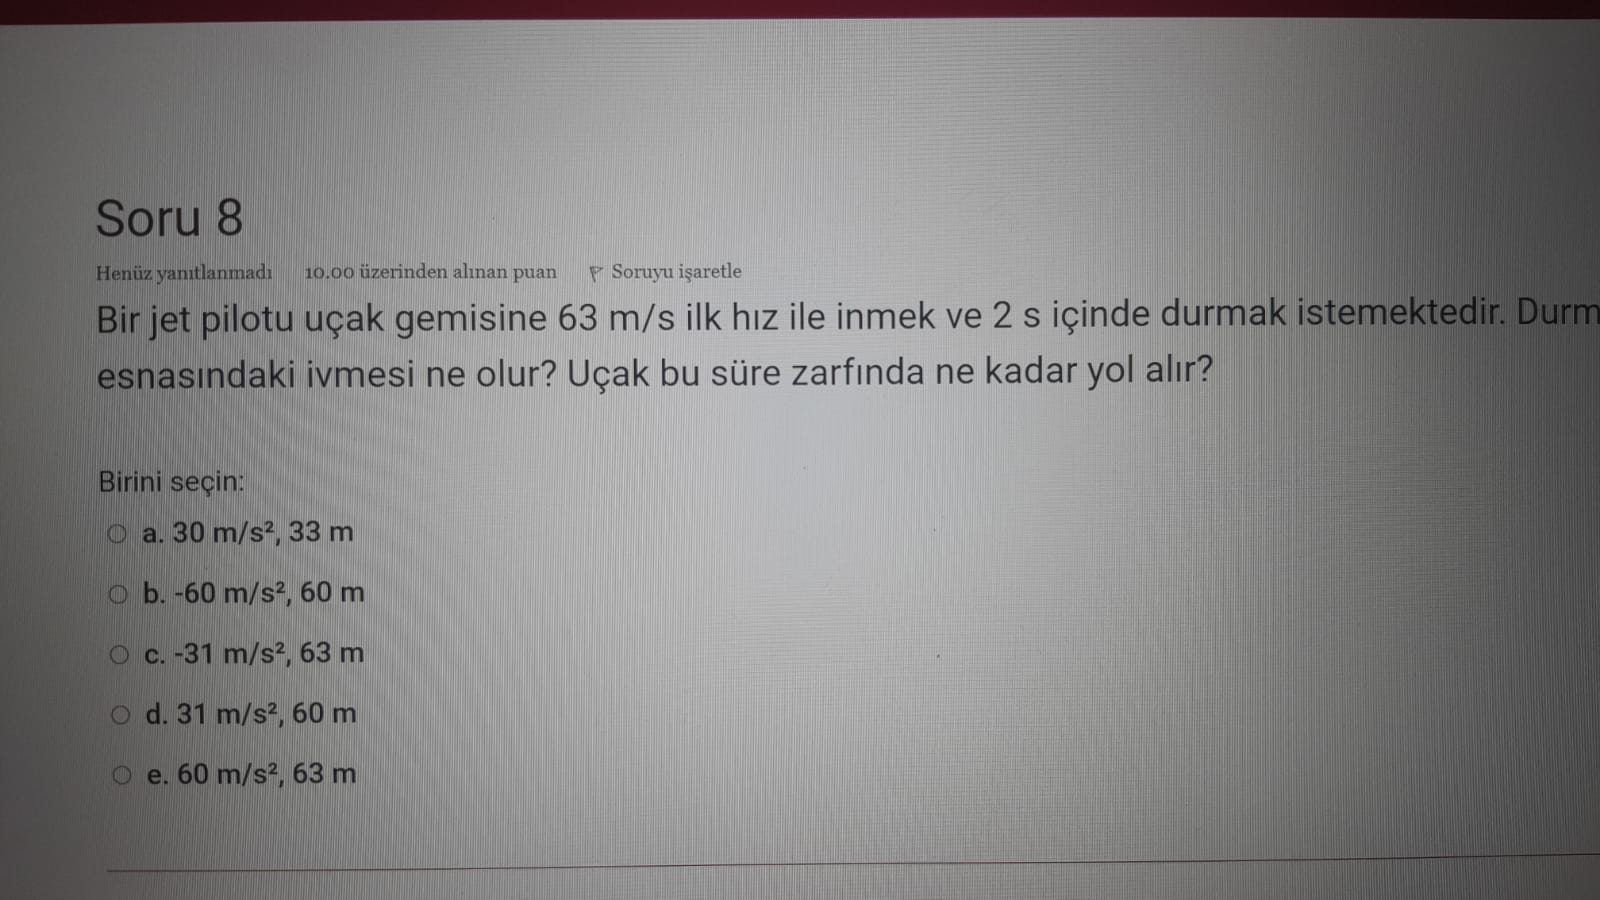 Soru 8
Henüz yanıtlanmadı 10.00 üzerinden alınan puan Soruyu işaretle
Bir jet pilotu uçak gemisine 63 m/s ilk hız ile inmek ve 2 s içinde durmak istemektedir. Durm
esnasındaki ivmesi ne olur? Uçak bu süre zarfında ne kadar yol alır?
Birini seçin:
a. 30 m/s², 33 m
b. -60 m/s², 60 m
c. -31 m/s², 63 m
d. 31 m/s², 60 m
e. 60 m/s², 63 m